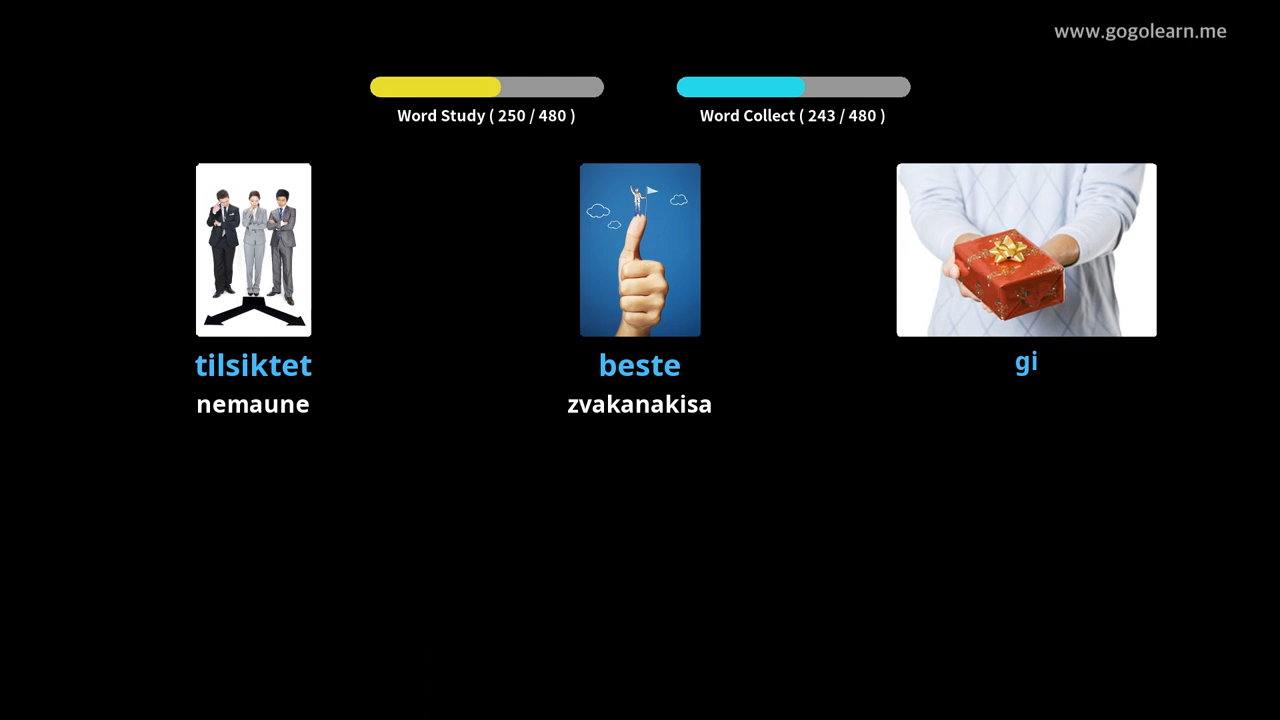 www.gogolearn.me
Word Study ( 250 / 480 )
Word Collect ( 243 / 480 )
tilsiktet
nemaune
beste
zvakanakisa
gi